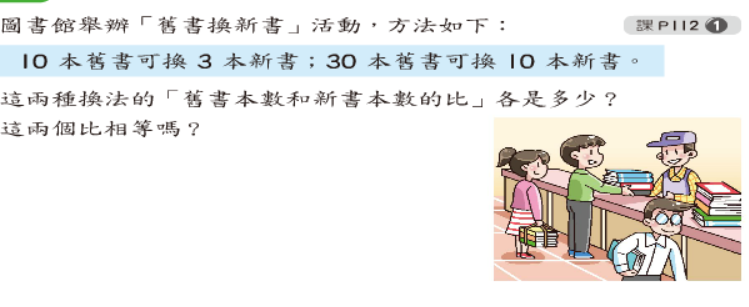 圖書館舉辦「舊書換新書」活動，方法如下：
課P112 1
10 本舊書可換 3 本新書；30 本舊書可換 10 本新書。
這兩種換法的「舊書本數和新書本數的比」各是多少？
這兩個比相等嗎？